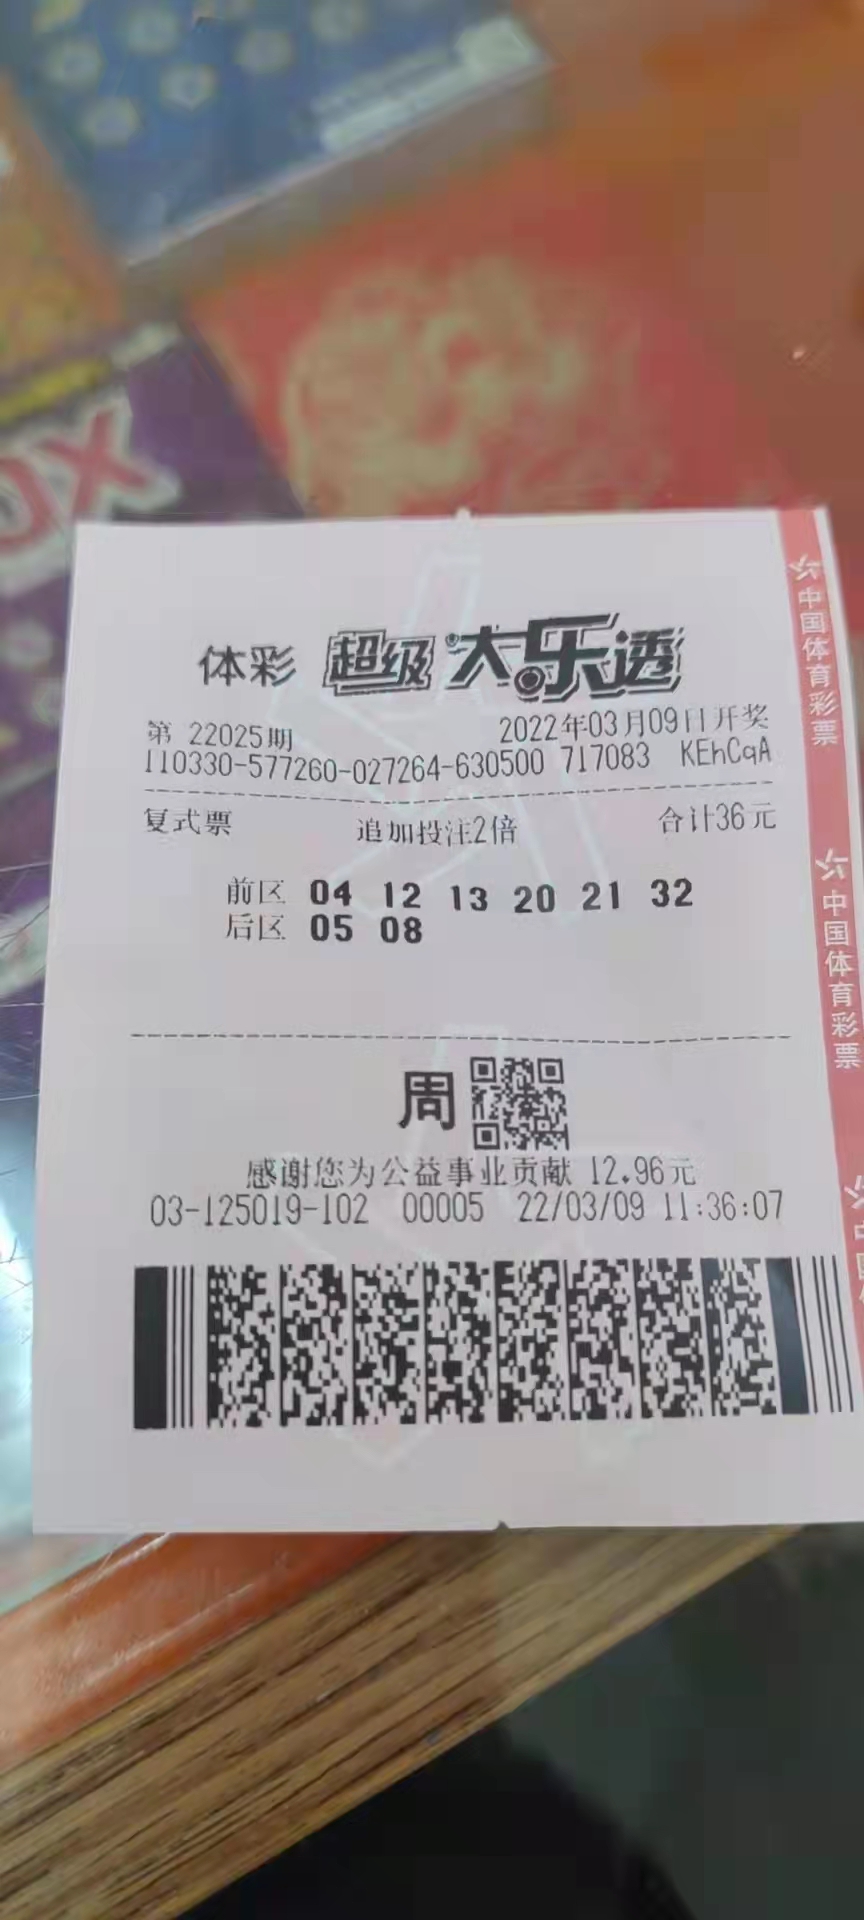 体彩 超级大乐透
第 22025期 2022年03月09日开奖
110330-577260-027264-630500 717083 KEhCqA
复式票 追加投注2倍 合计36元
前区 04 12 13 20 21 32
后区 05 08
周
感谢您为公益事业贡献 12.96元
03-125019-102 00005 22/03/09 11:36:07
中国体育彩票
中国体育彩票